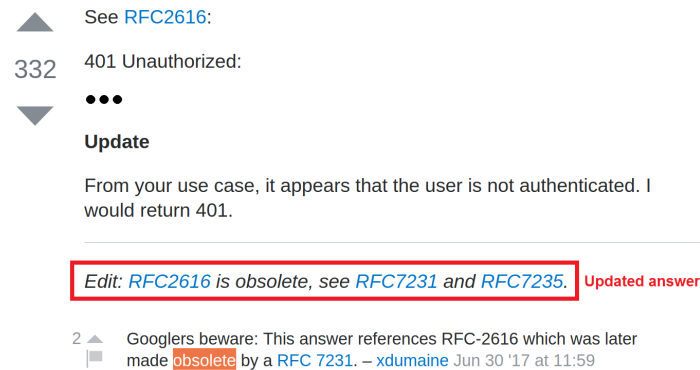 See RFC2616:
332
401 Unauthorized:
●●●
Update
From your use case, it appears that the user is not authenticated. I
would return 401.
Edit: RFC2616 is obsolete, see RFC7231 and RFC7235.
Updated answer
2
Googlers beware: This answer references RFC-2616 which was later
made obsolete by a RFC 7231. – xdumaine Jun 30 '17 at 11:59